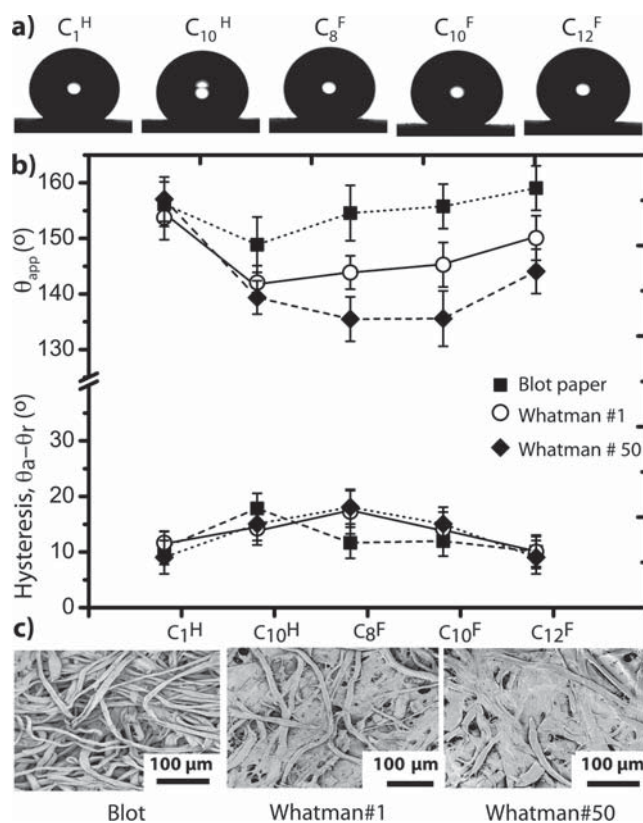 a) C₁ᴴ C₁₀ᴴ C₈ꟳ C₁₀ꟳ C₁₂ꟳ
b)
160
150
140
130
θapp (º)
Blot paper
Whatman #1
Whatman # 50
30
20
10
0
Hysteresis, θa–θr (º)
C₁H C₁₀H C₈F C₁₀F C₁₂F
c)
100 µm 100 µm 100 µm
Blot Whatman#1 Whatman#50